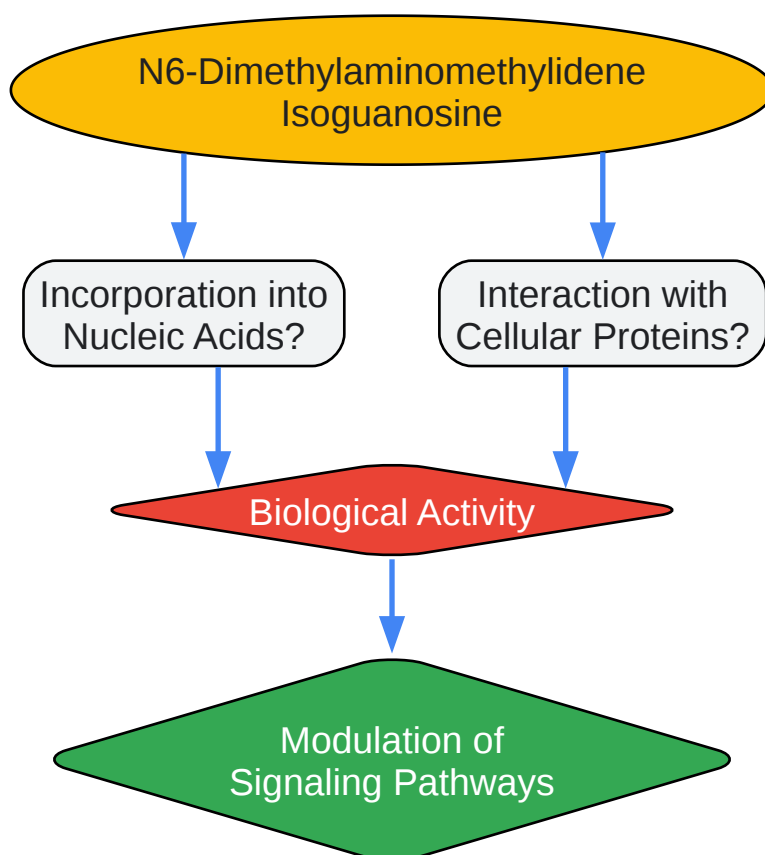 N6-Dimethylaminomethylidene
Isoguanosine
Incorporation into
Nucleic Acids?
Interaction with
Cellular Proteins?
Biological Activity
Modulation of
Signaling Pathways